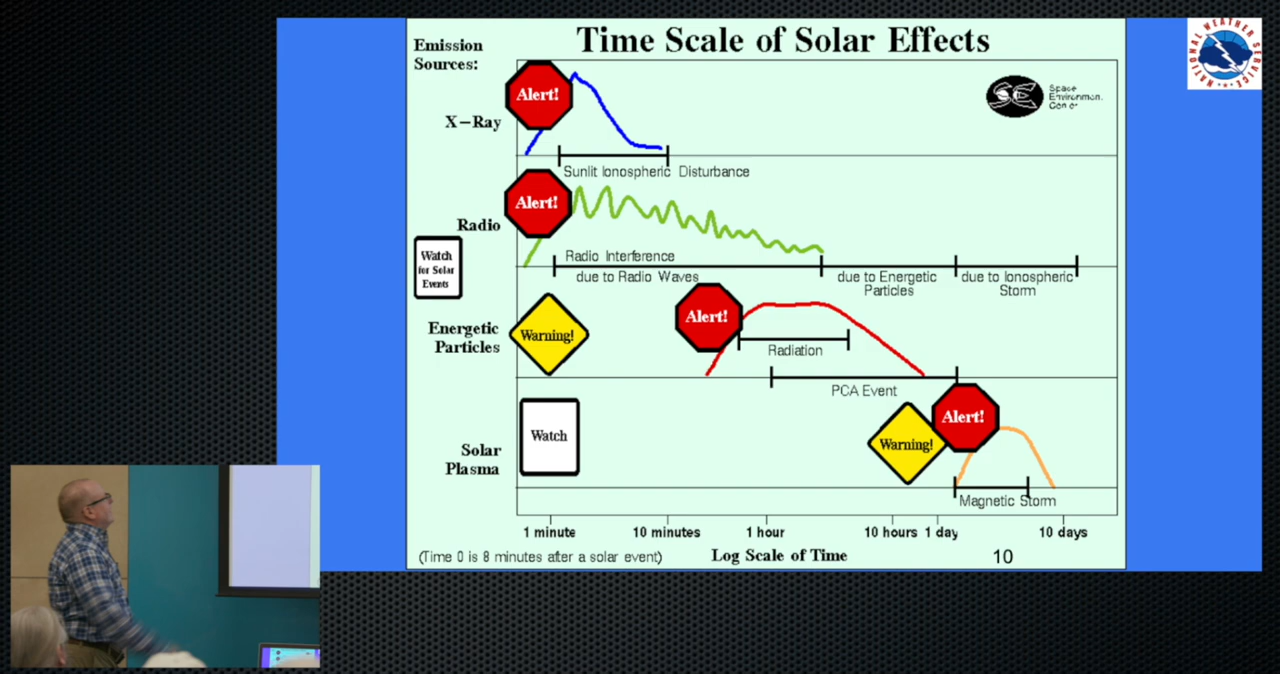 Time Scale of Solar Effects
Emission
Sources:
NATIONAL WEATHER SERVICE
Space
Environment
Center
Alert!
X-Ray
Sunlit Ionospheric Disturbance
Alert!
Radio
Watch
for Solar
Events
Radio Interference
due to Radio Waves
due to Energetic
Particles
due to Ionospheric
Storm
Energetic
Particles
Warning!
Alert!
Radiation
PCA Event
Solar
Plasma
Watch
Warning!
Alert!
Magnetic Storm
1 minute
10 minutes
1 hour
10 hours
1 day
10 days
(Time 0 is 8 minutes after a solar event)
Log Scale of Time
10